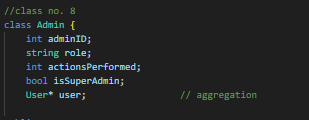 //class no. 8
class Admin {
    int adminID;
    string role;
    int actionsPerformed;
    bool isSuperAdmin;
    User* user;                // aggregation